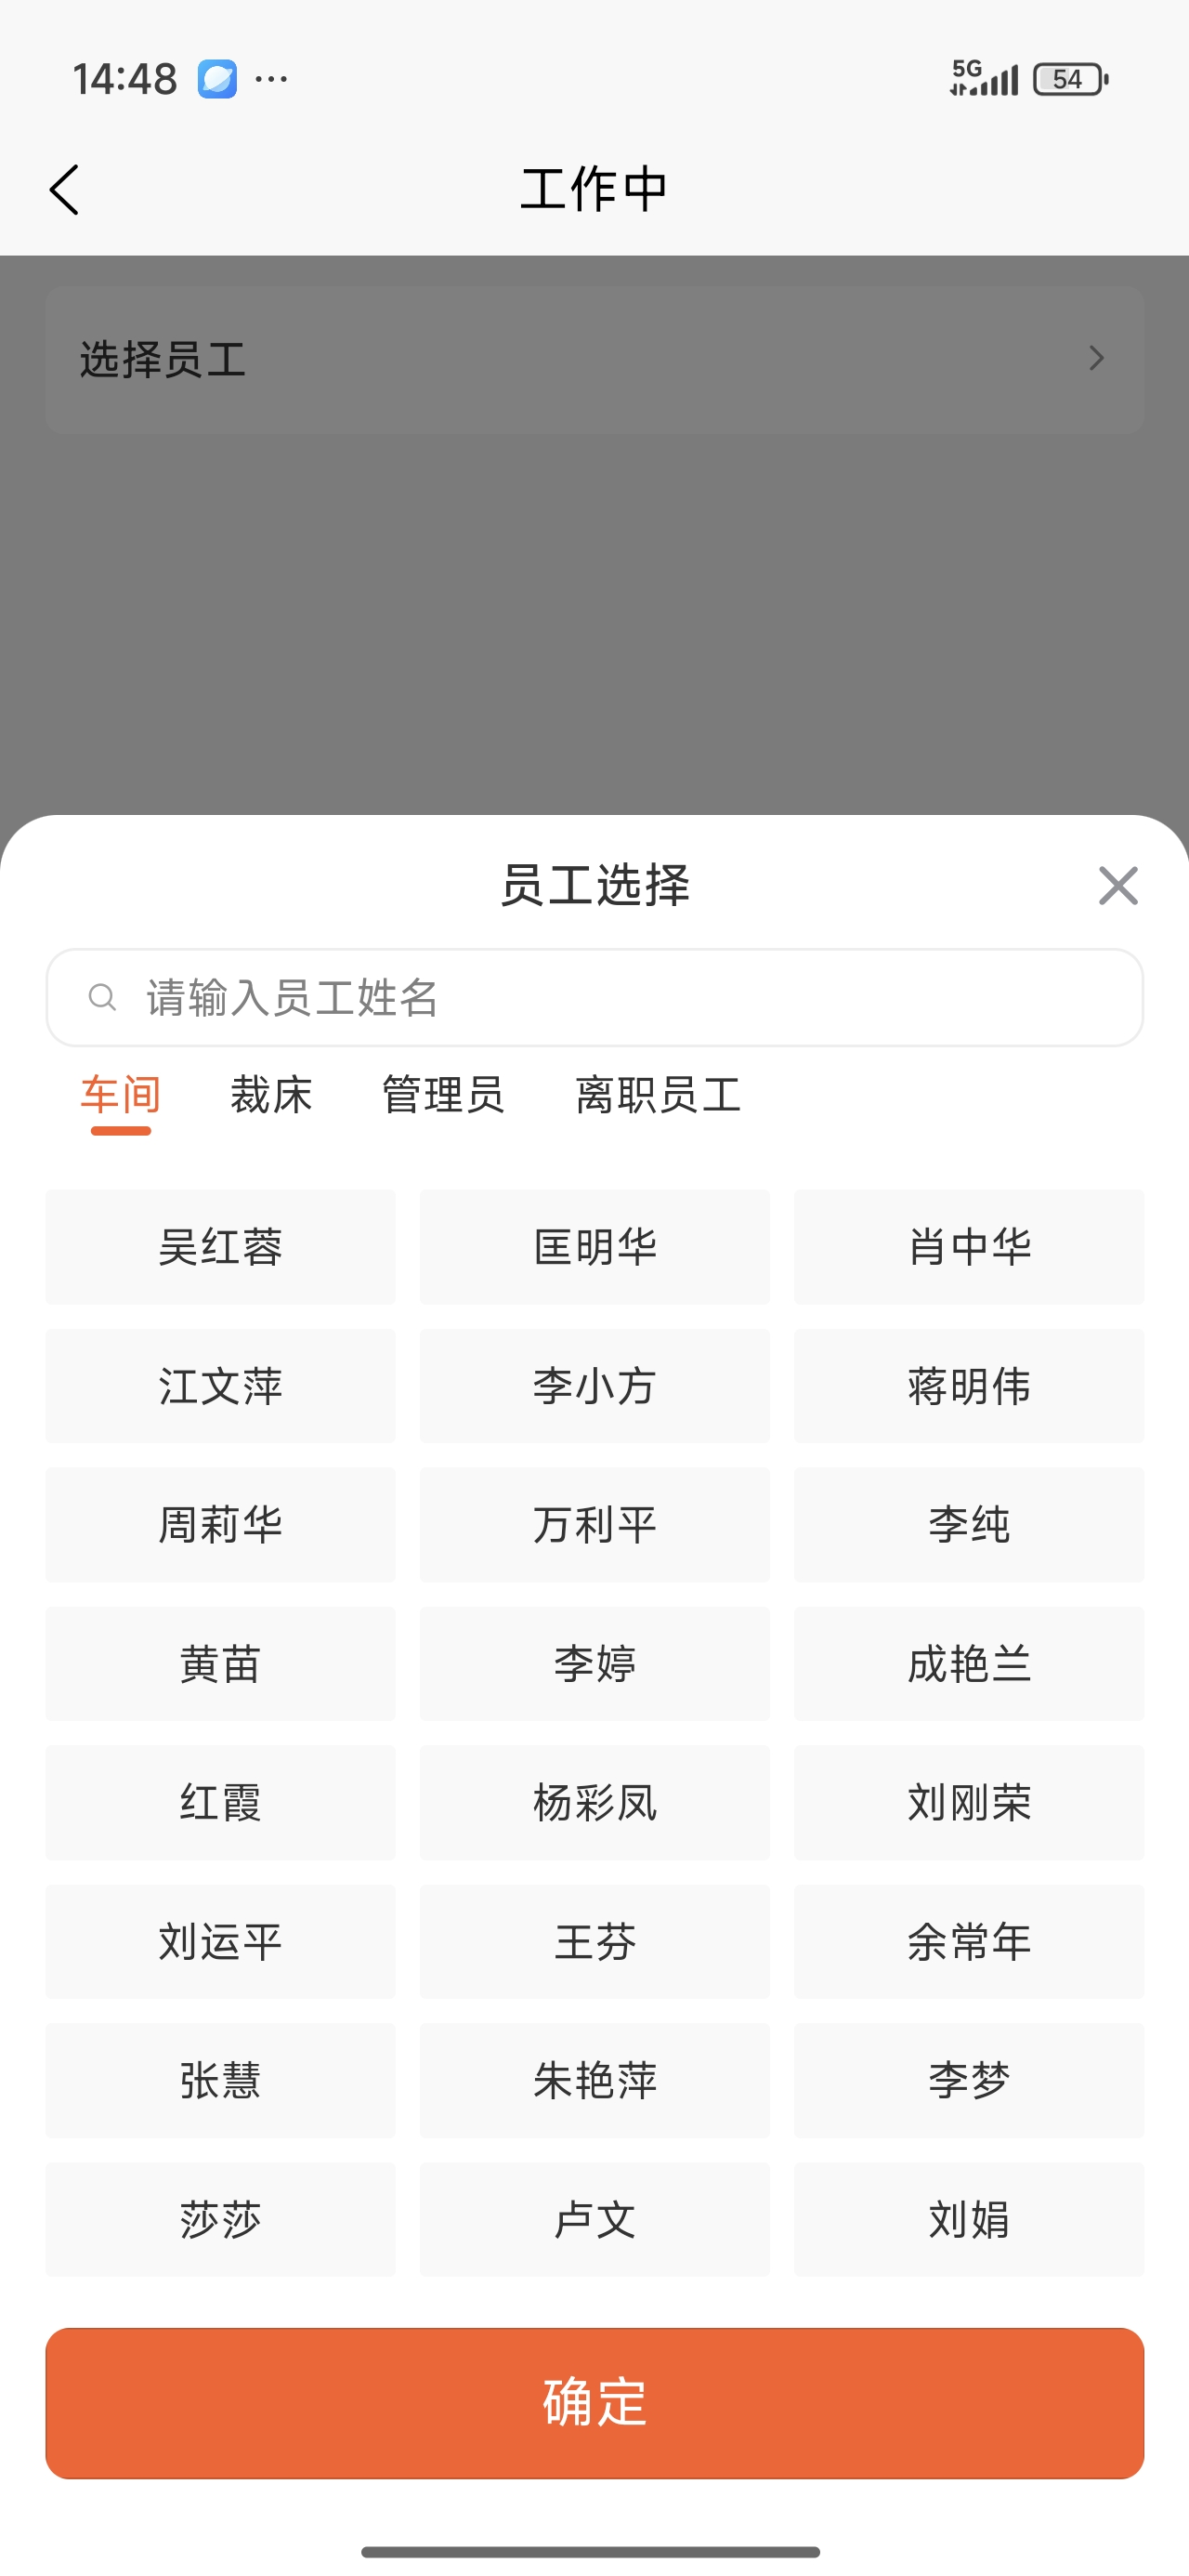 14:48 ··· 5G 54
工作中
选择员工
员工选择
请输入员工姓名
车间 裁床 管理员 离职员工
吴红蓉 匡明华 肖中华
江文萍 李小方 蒋明伟
周莉华 万利平 李纯
黄苗 李婷 成艳兰
红霞 杨彩凤 刘刚荣
刘运平 王芬 余常年
张慧 朱艳萍 李梦
莎莎 卢文 刘娟
确定